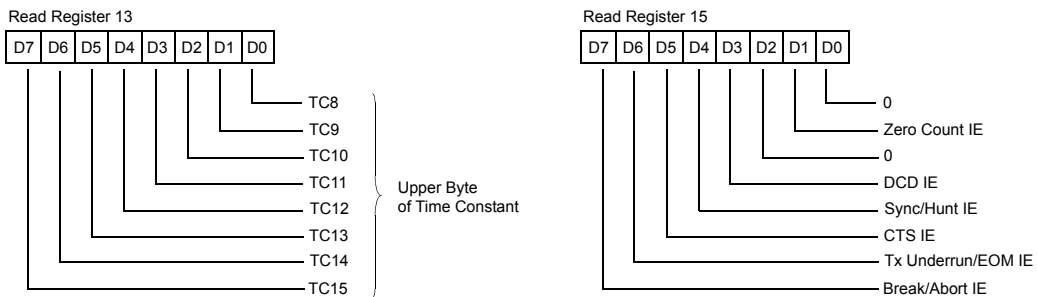 Read Register 13
D7 D6 D5 D4 D3 D2 D1 D0
TC8
TC9
TC10
TC11
TC12
TC13
TC14
TC15
Upper Byte
of Time Constant
Read Register 15
D7 D6 D5 D4 D3 D2 D1 D0
0
Zero Count IE
0
DCD IE
Sync/Hunt IE
CTS IE
Tx Underrun/EOM IE
Break/Abort IE